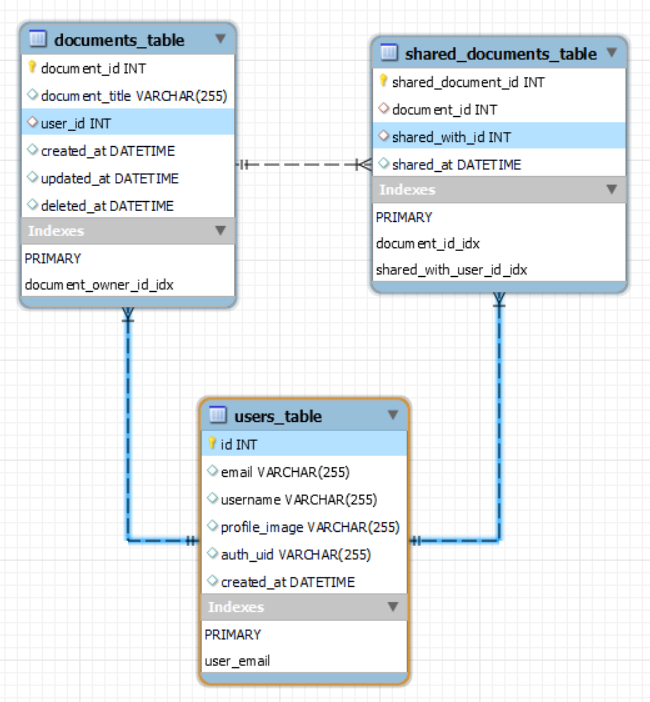 documents_table
document_id INT
document_title VARCHAR(255)
user_id INT
created_at DATETIME
updated_at DATETIME
deleted_at DATETIME
Indexes
PRIMARY
document_owner_id_idx
shared_documents_table
shared_document_id INT
document_id INT
shared_with_id INT
shared_at DATETIME
Indexes
PRIMARY
document_id_idx
shared_with_user_id_idx
users_table
id INT
email VARCHAR(255)
username VARCHAR(255)
profile_image VARCHAR(255)
auth_uid VARCHAR(255)
created_at DATETIME
Indexes
PRIMARY
user_email